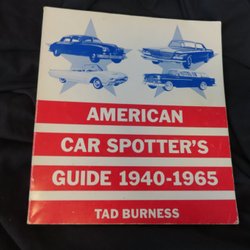 AMERICAN
CAR SPOTTER'S
GUIDE 1940-1965
TAD BURNESS